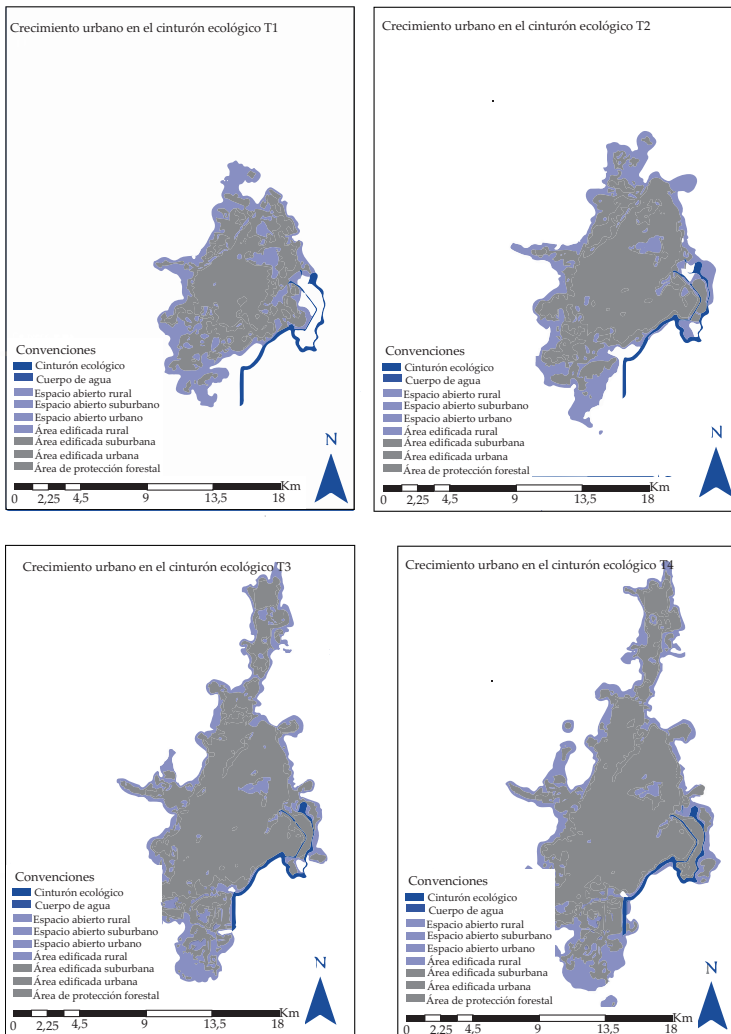 Crecimiento urbano en el cinturón ecológico T1
Convenciones
Cinturón ecológico
Cuerpo de agua
Espacio abierto rural
Espacio abierto suburbano
Espacio abierto urbano
Área edificada rural
Área edificada suburbana
Área edificada urbana
Área de protección forestal
N
Km
0 2,25 4,5 9 13,5 18
Crecimiento urbano en el cinturón ecológico T2
Convenciones
Cinturón ecológico
Cuerpo de agua
Espacio abierto rural
Espacio abierto suburbano
Espacio abierto urbano
Área edificada rural
Área edificada suburbana
Área edificada urbana
Área de protección forestal
N
Km
0 2,25 4,5 9 13,5 18
Crecimiento urbano en el cinturón ecológico T3
Convenciones
Cinturón ecológico
Cuerpo de agua
Espacio abierto rural
Espacio abierto suburbano
Espacio abierto urbano
Área edificada rural
Área edificada suburbana
Área edificada urbana
Área de protección forestal
N
Km
0 2,25 4,5 9 13,5 18
Crecimiento urbano en el cinturón ecológico T4
Convenciones
Cinturón ecológico
Cuerpo de agua
Espacio abierto rural
Espacio abierto suburbano
Espacio abierto urbano
Área edificada rural
Área edificada suburbana
Área edificada urbana
Área de protección forestal
N
Km
0 2.25 4,5 9 13,5 18